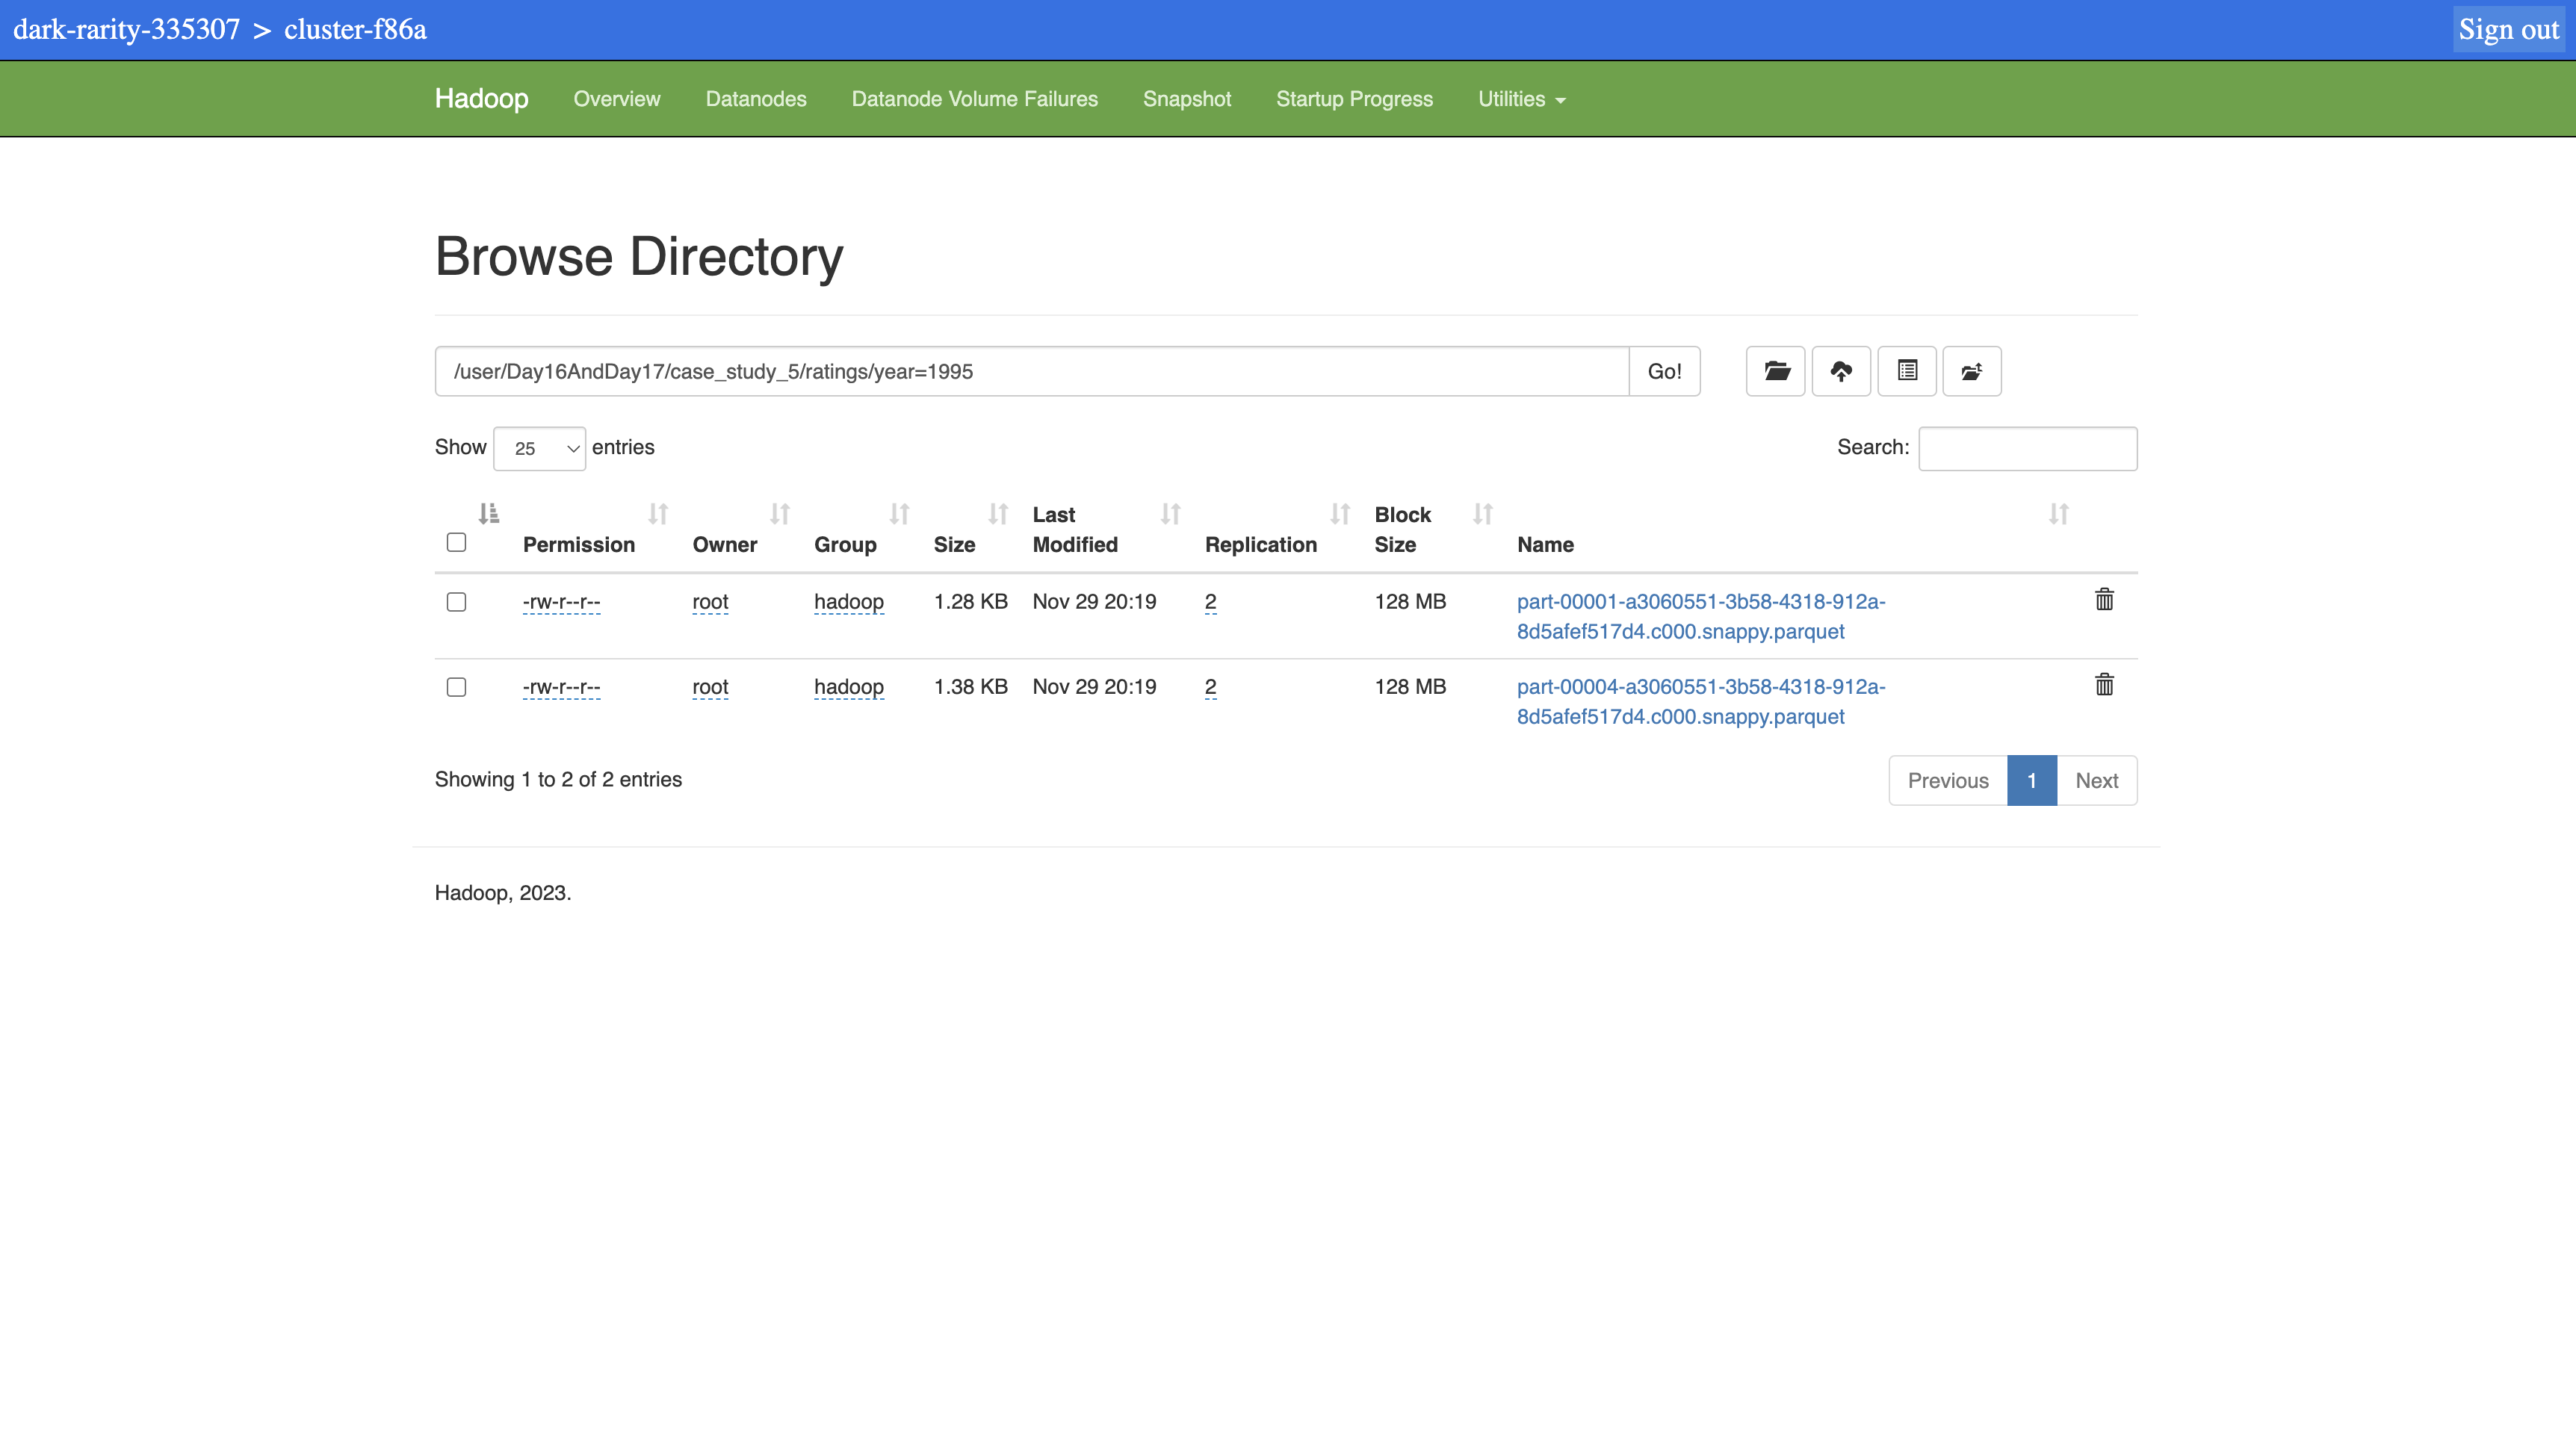 dark-rarity-335307 > cluster-f86a Sign out
Hadoop Overview Datanodes Datanode Volume Failures Snapshot Startup Progress Utilities
Browse Directory
/user/Day16AndDay17/case_study_5/ratings/year=1995 Go!
Show 25 entries Search:
Permission Owner Group Size Last Modified Replication Block Size Name
-rw-r--r-- root hadoop 1.28 KB Nov 29 20:19 2 128 MB part-00001-a3060551-3b58-4318-912a-
8d5afef517d4.c000.snappy.parquet
-rw-r--r-- root hadoop 1.38 KB Nov 29 20:19 2 128 MB part-00004-a3060551-3b58-4318-912a-
8d5afef517d4.c000.snappy.parquet
Showing 1 to 2 of 2 entries Previous 1 Next
Hadoop, 2023.